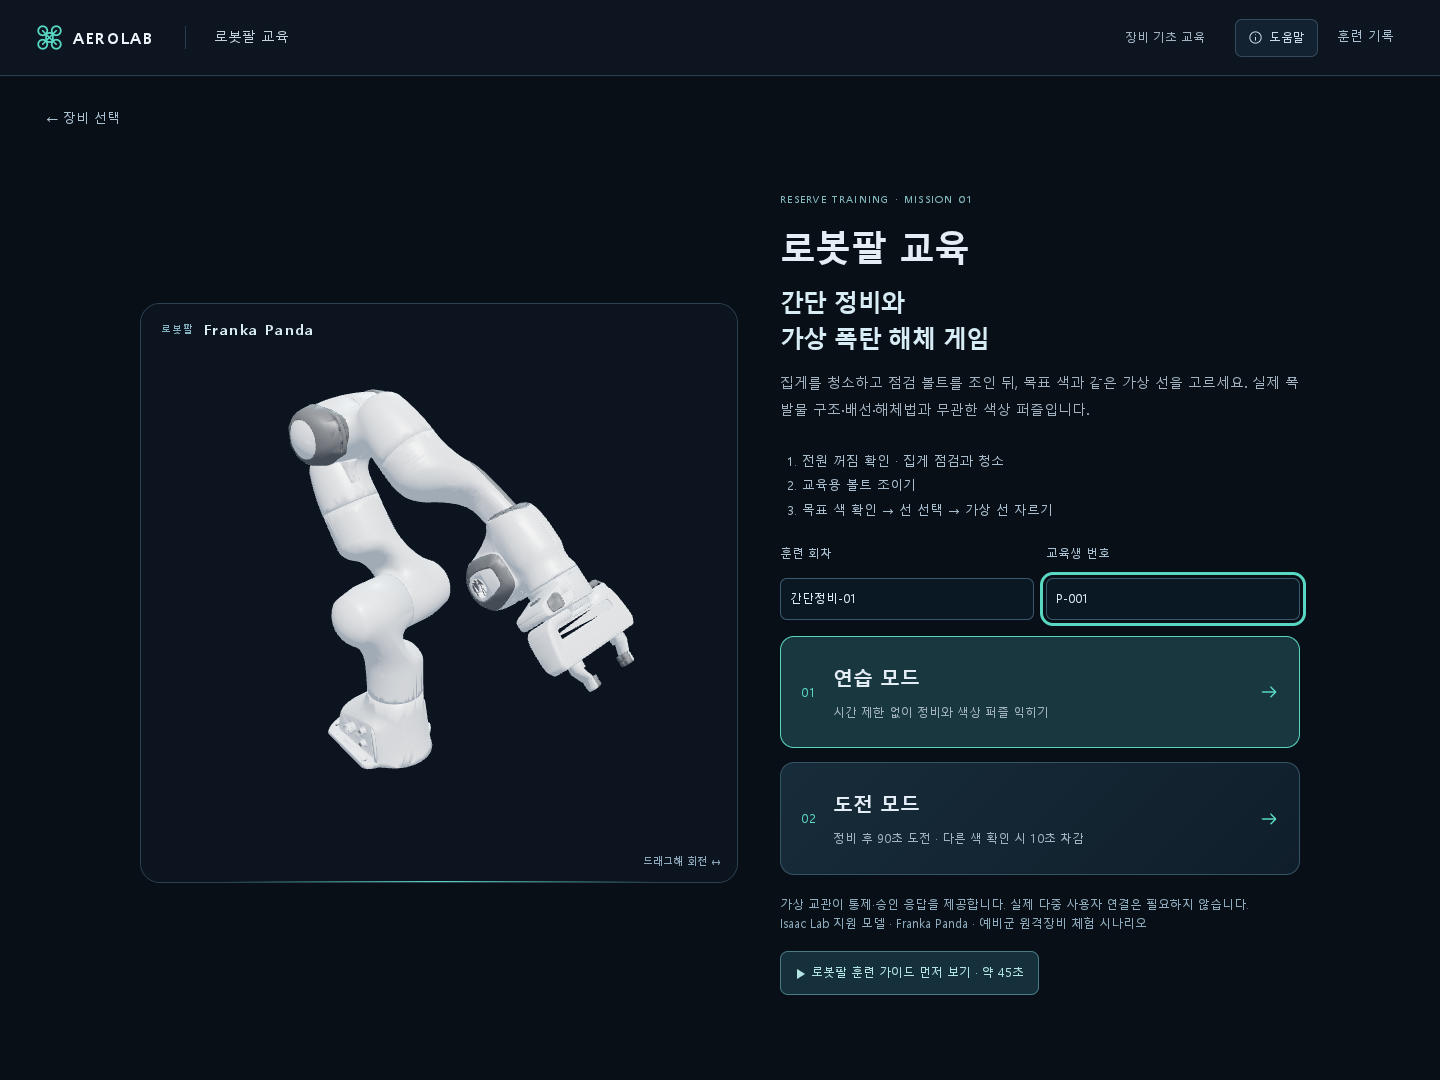 AEROLAB
로봇팔 교육
장비 기초 교육
도움말
훈련 기록
← 장비 선택
로봇팔 Franka Panda
드래그해 회전 ↔
RESERVE TRAINING · MISSION 01
로봇팔 교육
간단 정비와
가상 폭탄 해체 게임
집게를 청소하고 점검 볼트를 조인 뒤, 목표 색과 같은 가상 선을 고르세요. 실제 폭
발물 구조·배선·해체법과 무관한 색상 퍼즐입니다.
1. 전원 꺼짐 확인 · 집게 점검과 청소
2. 교육용 볼트 조이기
3. 목표 색 확인 → 선 선택 → 가상 선 자르기
훈련 회차
교육생 번호
간단정비-01
P-001
01
연습 모드
시간 제한 없이 정비와 색상 퍼즐 익히기
→
02
도전 모드
정비 후 90초 도전 · 다른 색 확인 시 10초 차감
→
가상 교관이 통제·승인 응답을 제공합니다. 실제 다중 사용자 연결은 필요하지 않습니다.
Isaac Lab 지원 모델 · Franka Panda · 예비군 원격장비 체험 시나리오
▶ 로봇팔 훈련 가이드 먼저 보기 · 약 45초